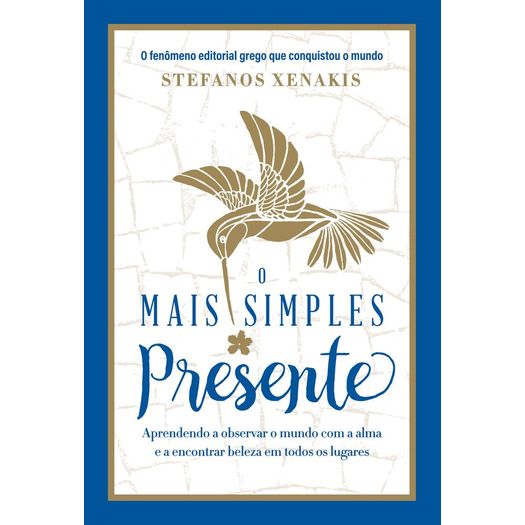 O fenômeno editorial grego que conquistou o mundo
STEFANOS XENAKIS
O
MAIS SIMPLES
Presente
Aprendendo a observar o mundo com a alma
e a encontrar beleza em todos os lugares